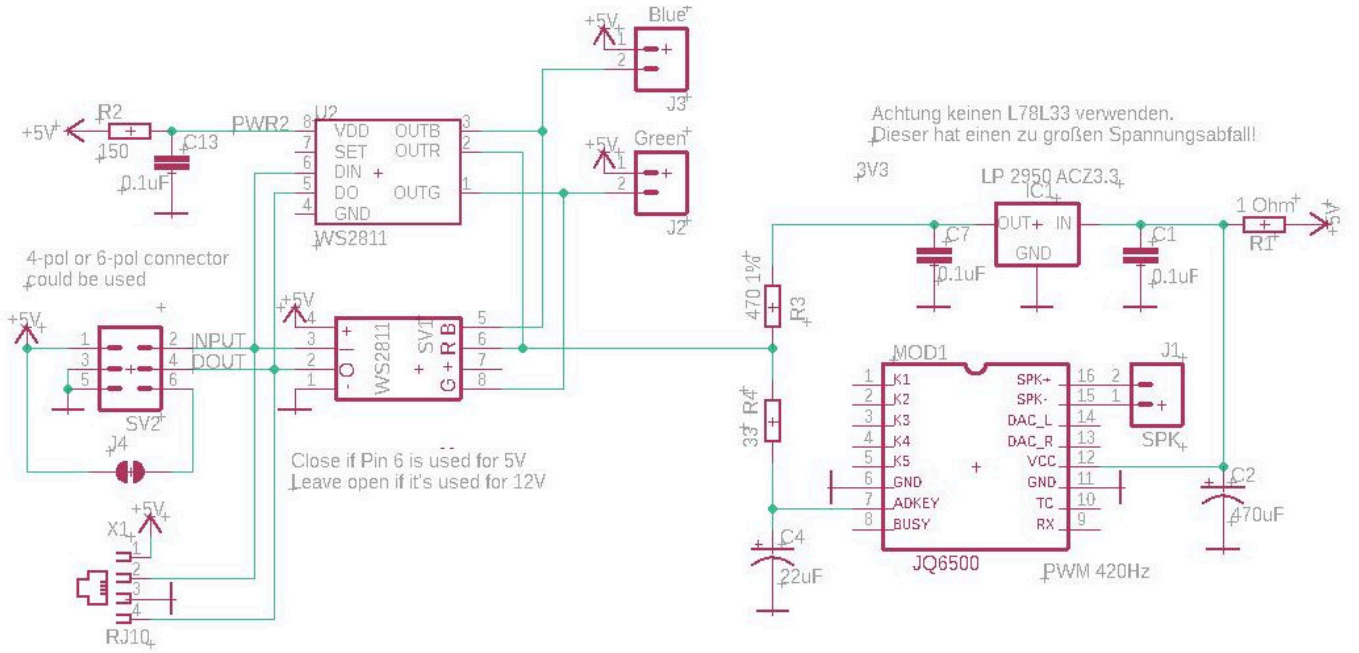 +5V
R2
150
C13
0.1uF
PWR2
U2
8 VDD OUTB 3
7 SET OUTR 2
6 DIN
5 DO OUTG 1
4 GND
WS2811
+5V
Blue
1
2
J3
+5V
Green
1
2
J2
Achtung keinen L78L33 verwenden.
Dieser hat einen zu großen Spannungsabfall!
3V3
LP 2950 ACZ3.3
IC1
OUT IN
GND
C7
0.1uF
C1
0.1uF
1 Ohm
R1
+5V
4-pol or 6-pol connector
could be used
+5V
1 2 INPUT
3 4 DOUT
5 6
SV2
J4
+5V
4 + B 5
3 I R 6
2 O + 7
1 - G 8
WS2811
SV1
Close if Pin 6 is used for 5V
Leave open if it's used for 12V
+5V
X1
1
2
3
4
RJ10
470 1%
R3
R4
33
C4
22uF
MOD1
1 K1 SPK+ 16
2 K2 SPK- 15
3 K3 DAC_L 14
4 K4 DAC_R 13
5 K5 VCC 12
6 GND GND 11
7 ADKEY TC 10
8 BUSY RX 9
JQ6500
PWM 420Hz
J1
2
1
SPK
C2
470uF